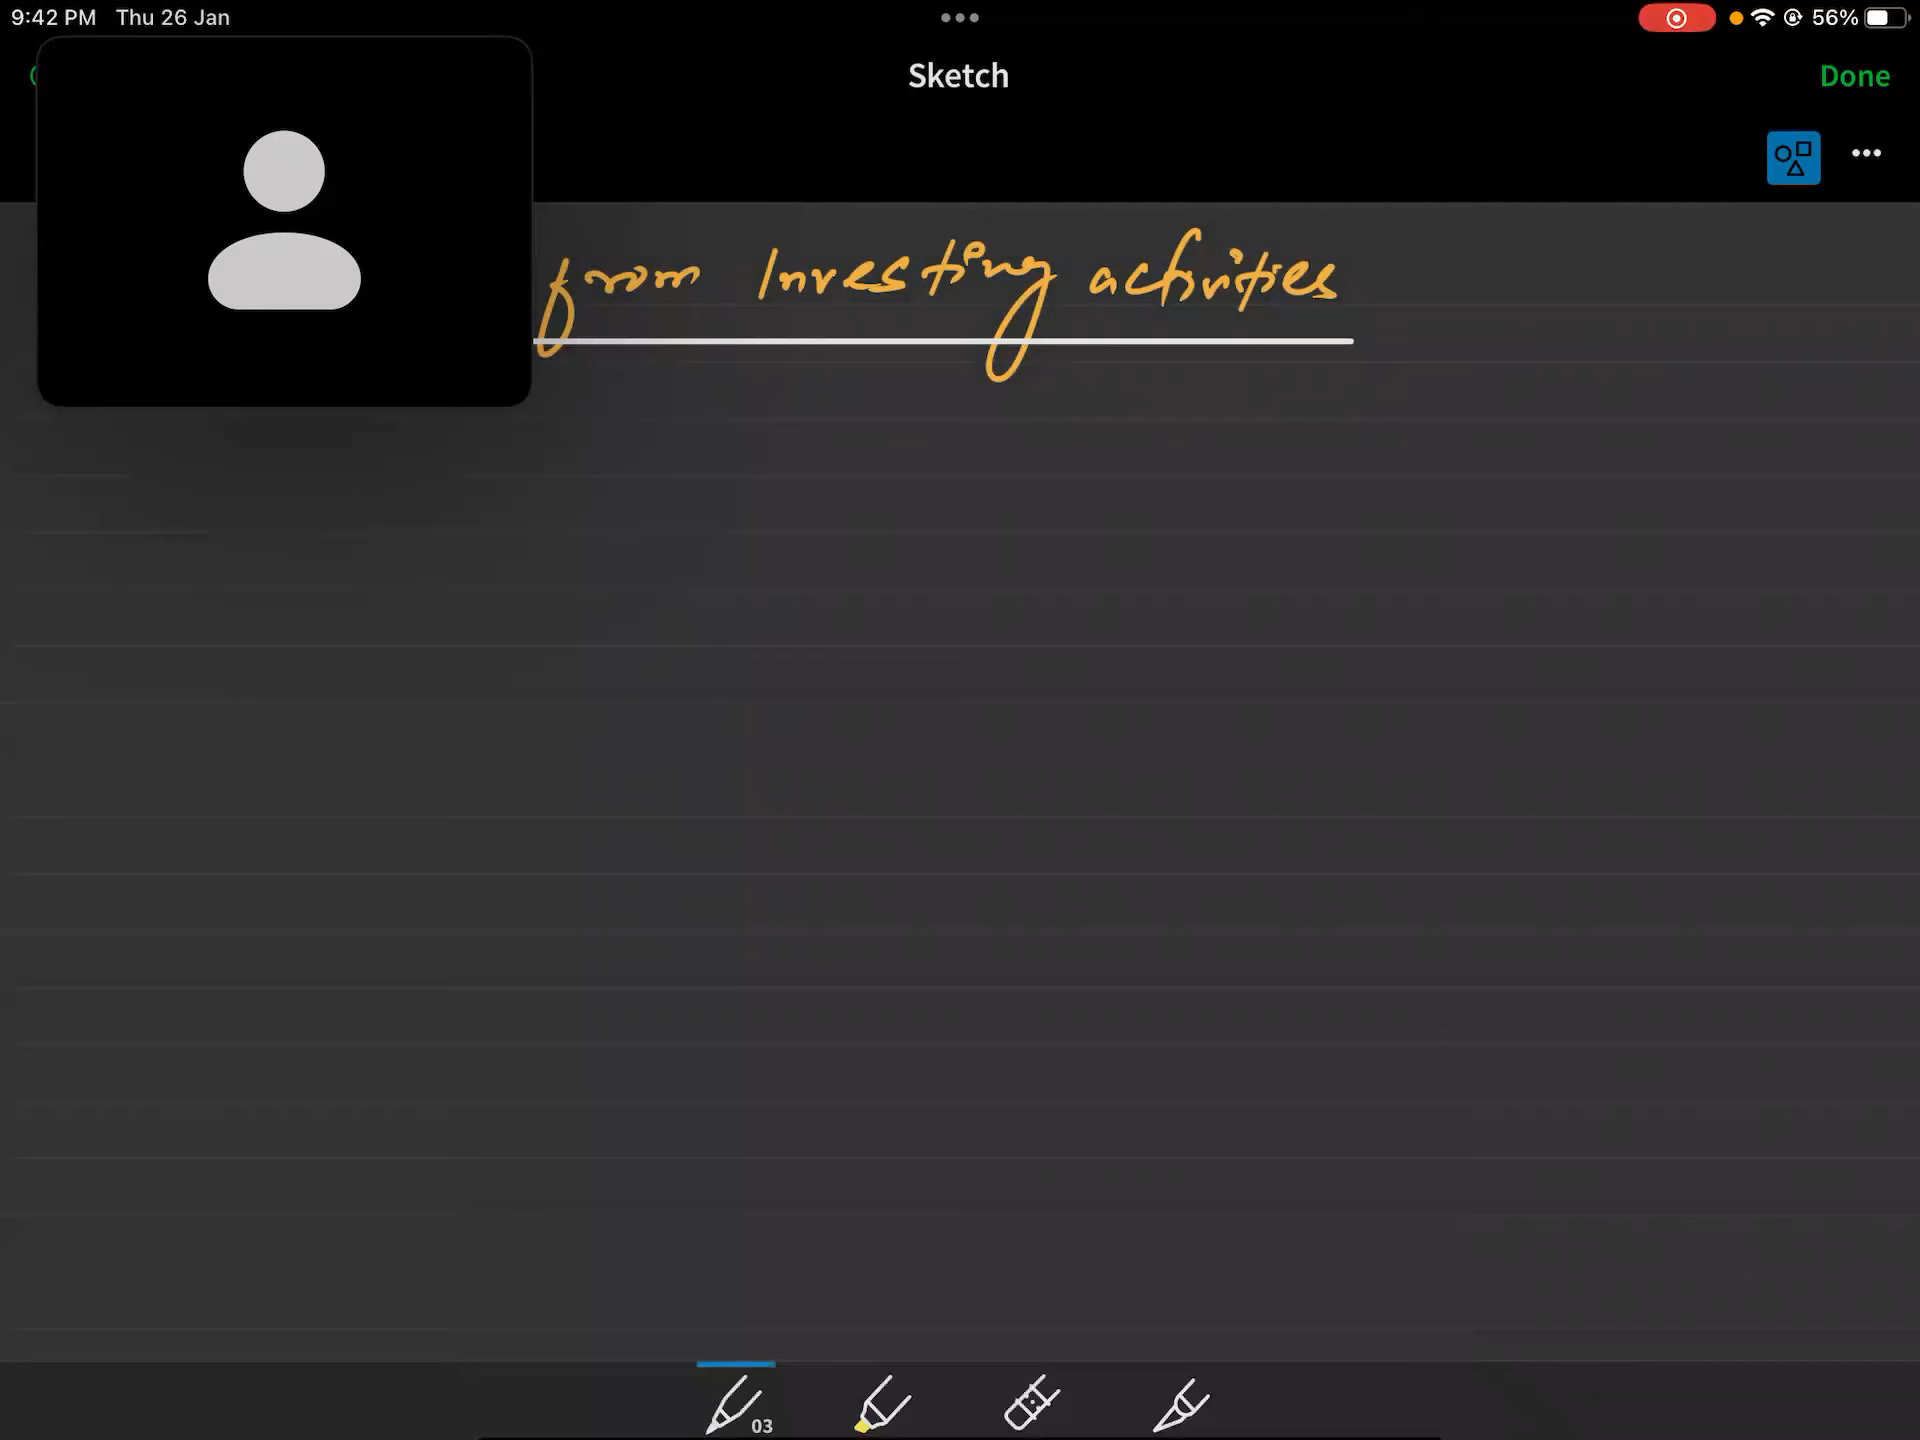 9:42 PM Thu 26 Jan
56%
Sketch
Done
from Investing activities
03